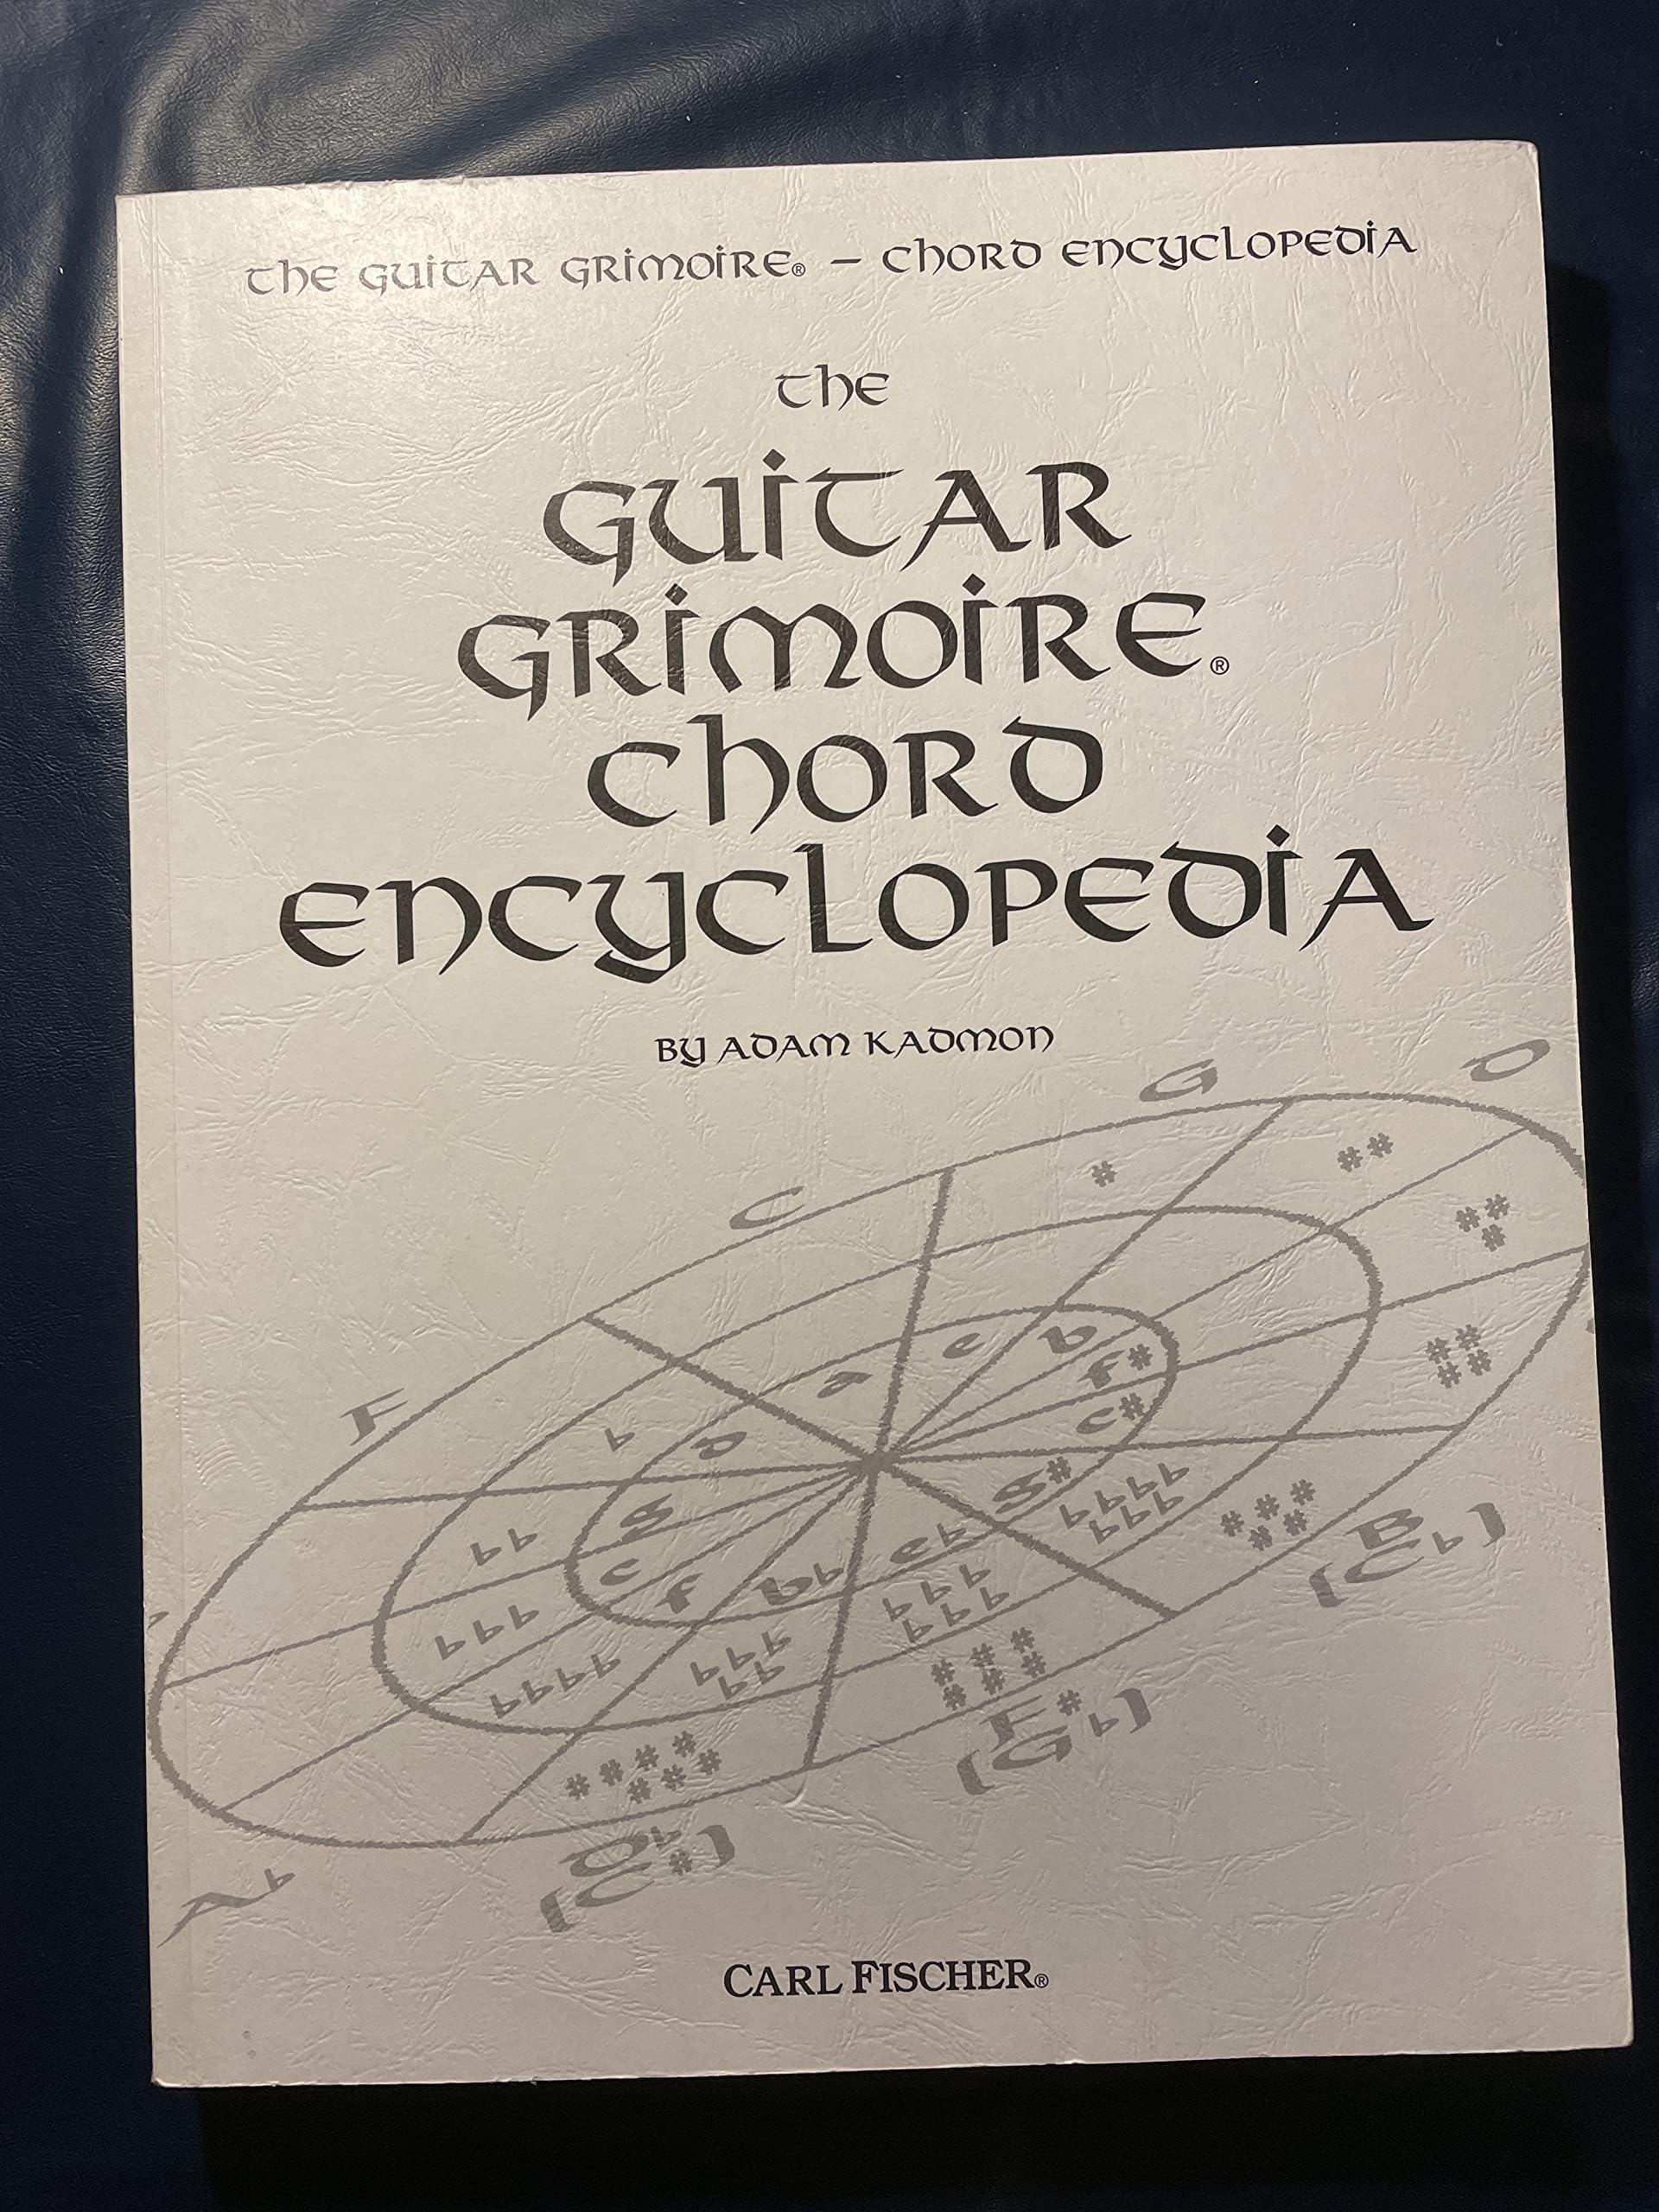 The Guitar Grimoire® – Chord Encyclopedia
The
Guitar
Grimoire®
Chord
Encyclopedia
By Adam Kadmon
G D
# ##
C
##
#
e b
a f#
##
##
F
♭ d c#
g g#
♭♭♭♭
♭♭♭
###
##
B
(C♭)
♭♭ c f b♭ e♭
♭♭♭
♭♭♭
♭♭♭ ♭♭♭♭ ♭♭♭
♭♭
###
###
F#
(G♭)
####
###
D♭
(C#)
A♭
CARL FISCHER®